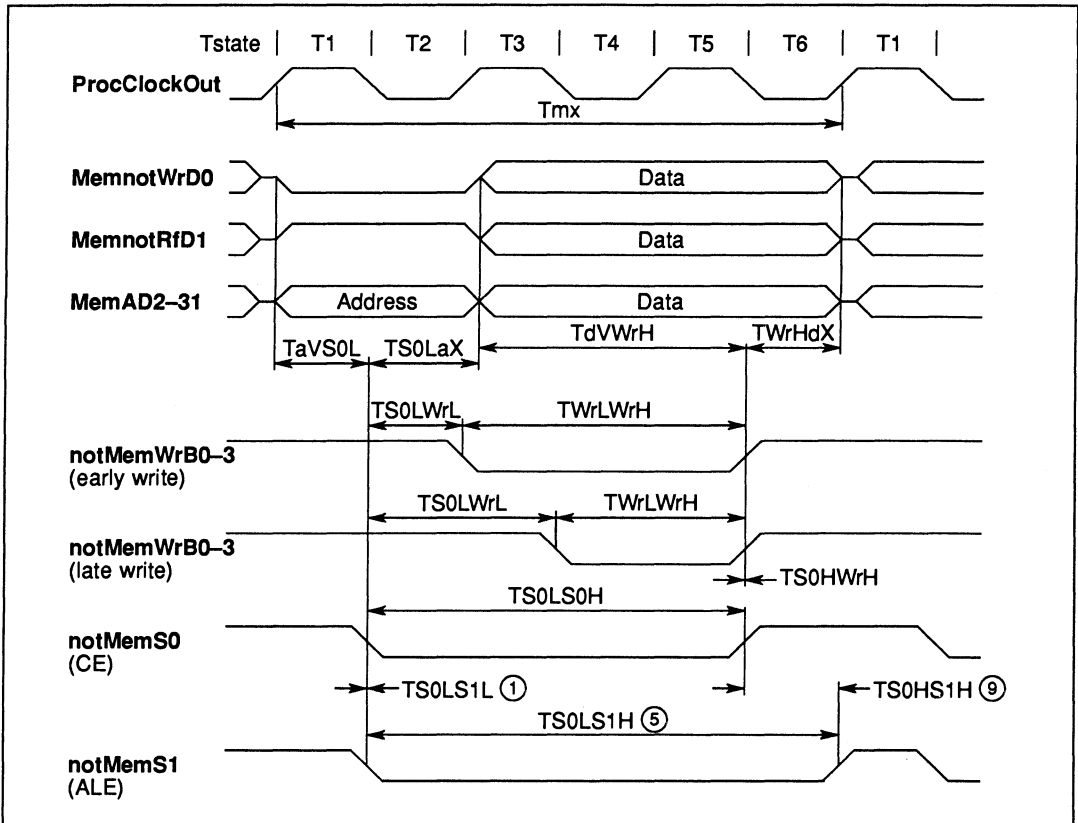 Tstate | T1 | T2 | T3 | T4 | T5 | T6 | T1 |
ProcClockOut
Tmx
MemnotWrD0
Data
MemnotRfD1
Data
MemAD2–31
Address
Data
TaVS0L
TS0LaX
TdVWrH
TWrHdX
TS0LWrL
TWrLWrH
notMemWrB0–3
(early write)
TS0LWrL
TWrLWrH
notMemWrB0–3
(late write)
TS0HWrH
TS0LS0H
notMemS0
(CE)
TS0LS1L ①
TS0HS1H ⑨
TS0LS1H ⑤
notMemS1
(ALE)